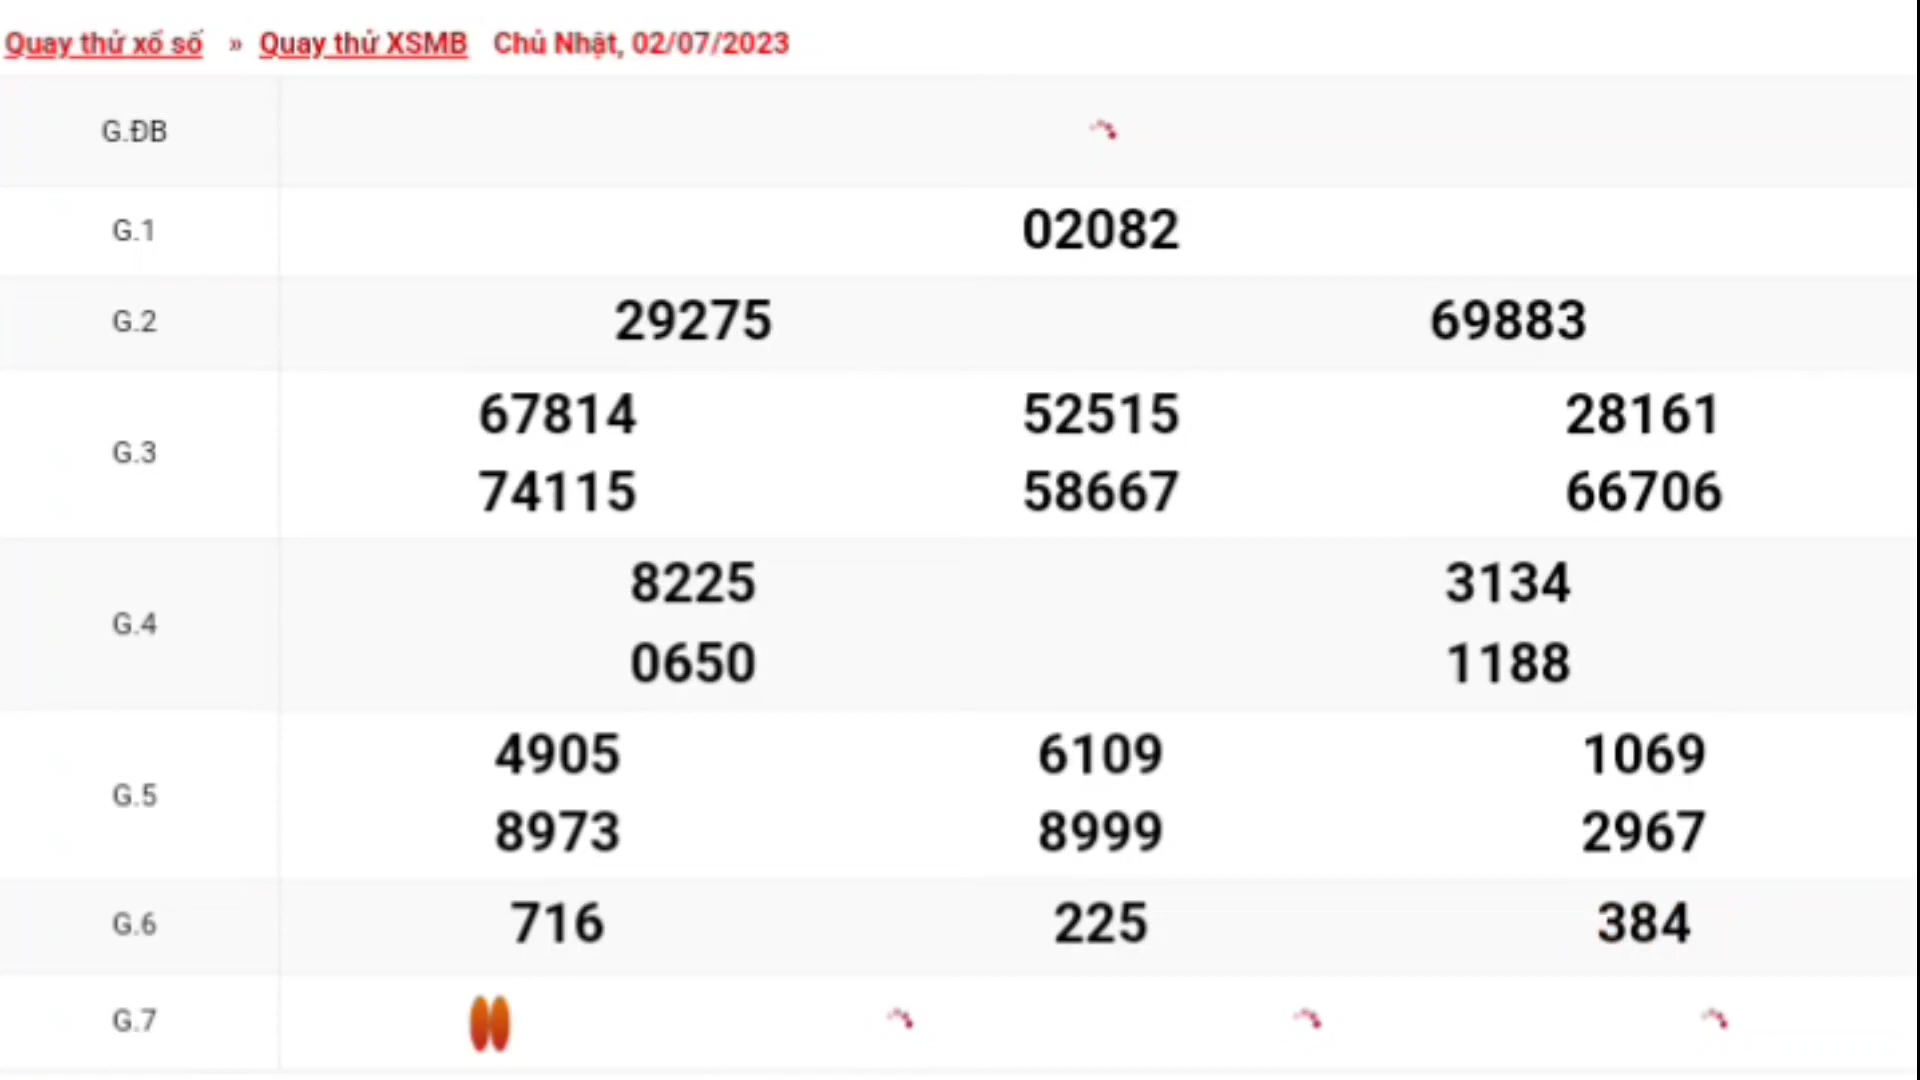 Quay thử xổ số » Quay thử XSMB Chủ Nhật, 02/07/2023
G.ĐB
G.1 02082
G.2 29275 69883
G.3 67814 52515 28161
74115 58667 66706
G.4 8225 3134
0650 1188
G.5 4905 6109 1069
8973 8999 2967
G.6 716 225 384
G.7